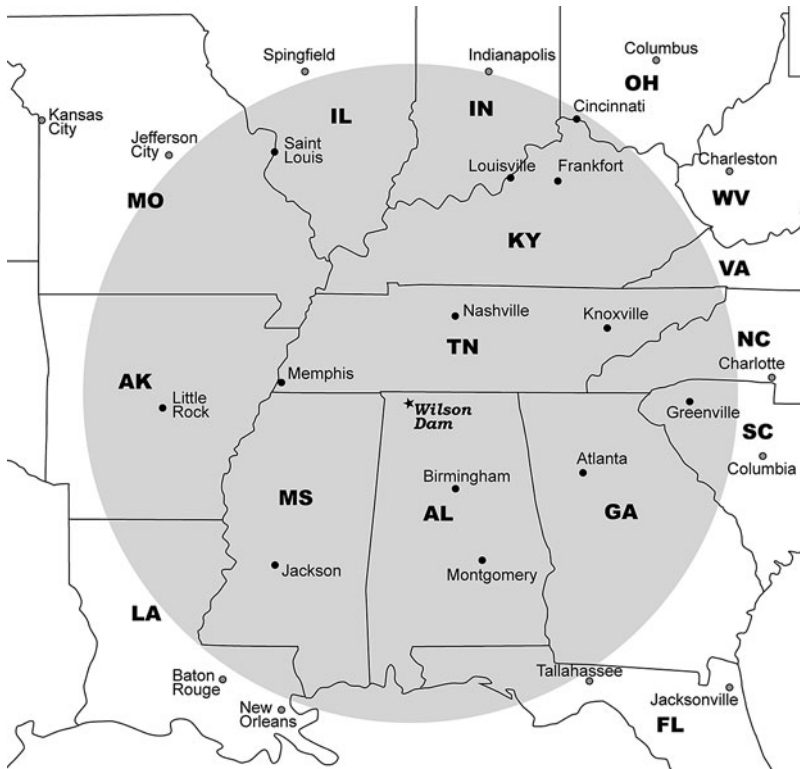 Spingfield
Indianapolis
Columbus
OH
Kansas
City
IL
IN
Cincinnati
Jefferson
City
Saint
Louis
Louisville
Frankfort
Charleston
MO
WV
KY
VA
Nashville
Knoxville
NC
TN
Charlotte
AK
Memphis
Little
Rock
Wilson
Dam
Greenville
SC
Atlanta
Columbia
Birmingham
MS
AL
GA
Jackson
Montgomery
LA
Baton
Rouge
Tallahassee
Jacksonville
New
Orleans
FL